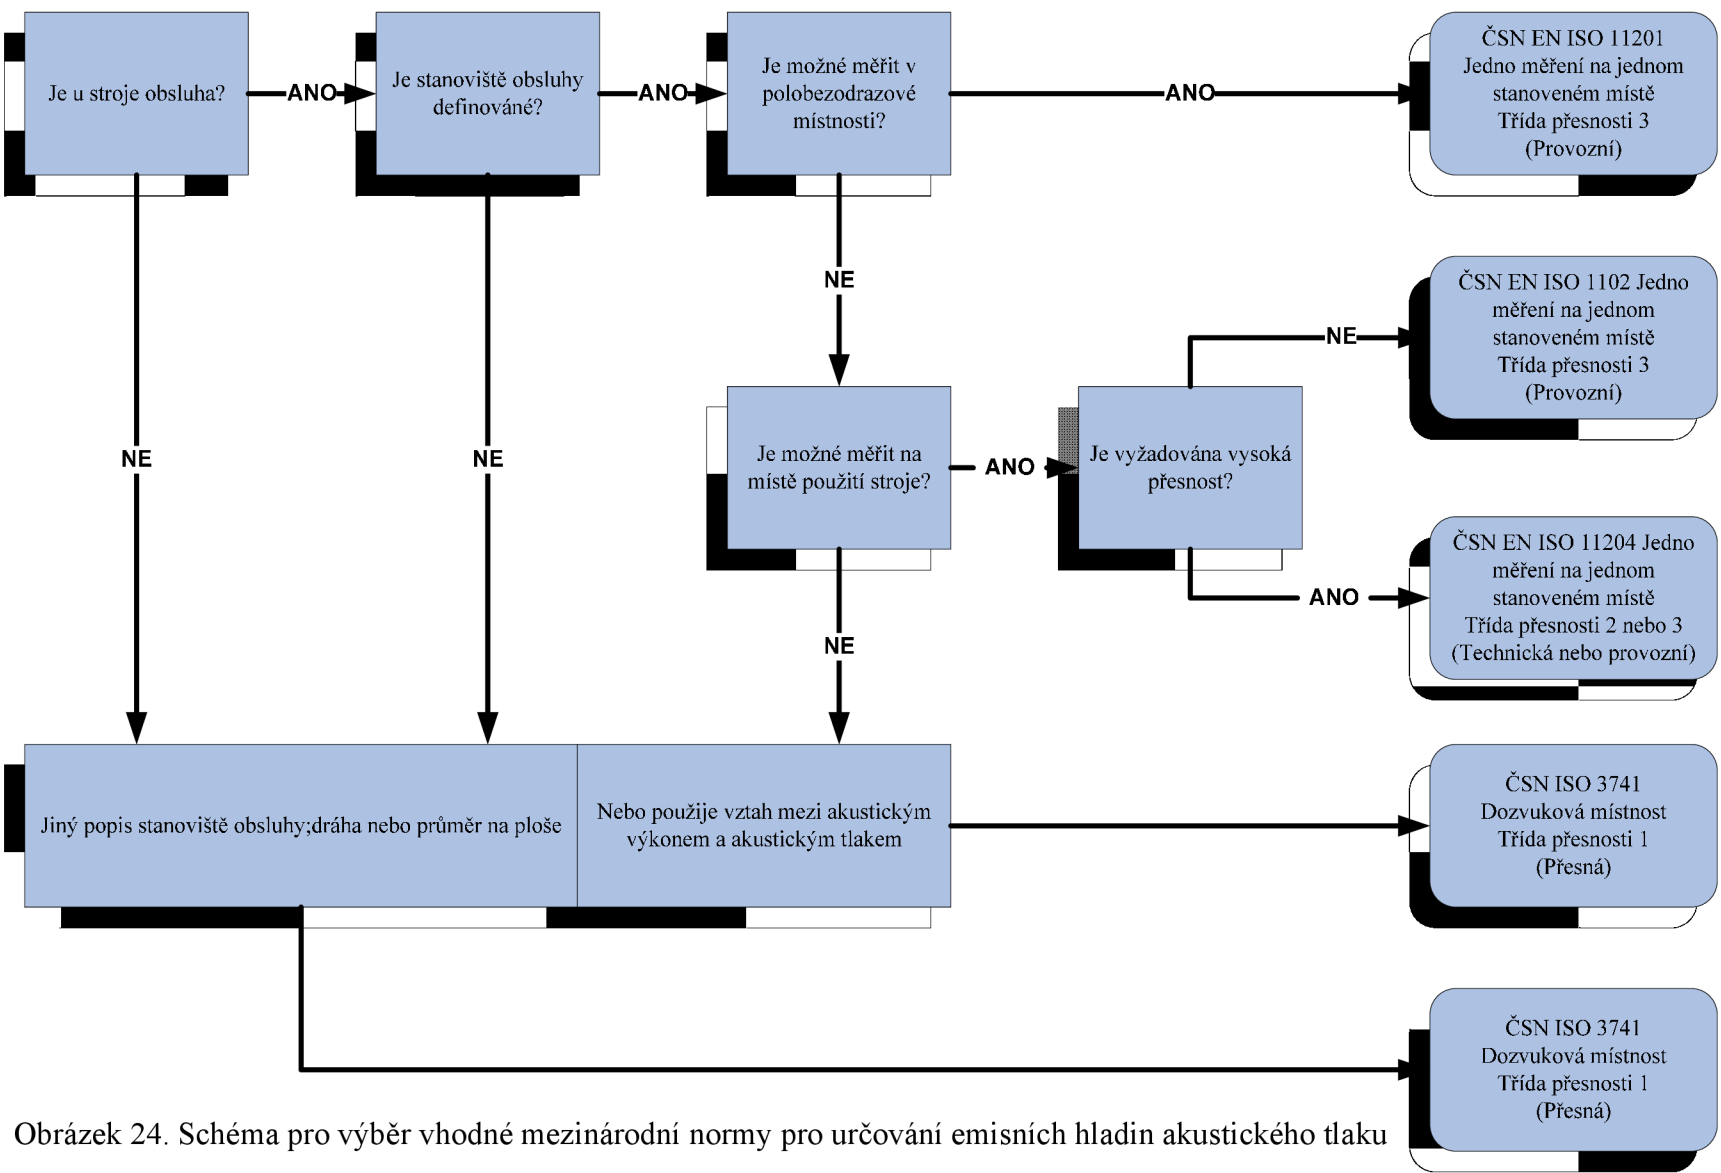 Je u stroje obsluha?
ANO
Je stanoviště obsluhy
definováné?
ANO
Je možné měřit v
polobezodrazové
místnosti?
ANO
ČSN EN ISO 11201
Jedno měření na jednom
stanoveném místě
Třída přesnosti 3
(Provozní)
NE
NE
ČSN EN ISO 1102 Jedno
měření na jednom
stanoveném místě
Třída přesnosti 3
(Provozní)
NE
NE
Je možné měřit na
místě použití stroje?
ANO
Je vyžadována vysoká
přesnost?
ANO
ČSN EN ISO 11204 Jedno
měření na jednom
stanoveném místě
Třída přesnosti 2 nebo 3
(Technická nebo provozní)
NE
Jiný popis stanoviště obsluhy;dráha nebo průměr na ploše
Nebo použije vztah mezi akustickým
výkonem a akustickým tlakem
ČSN ISO 3741
Dozvuková místnost
Třída přesnosti 1
(Přesná)
ČSN ISO 3741
Dozvuková místnost
Třída přesnosti 1
(Přesná)
Obrázek 24. Schéma pro výběr vhodné mezinárodní normy pro určování emisních hladin akustického tlaku